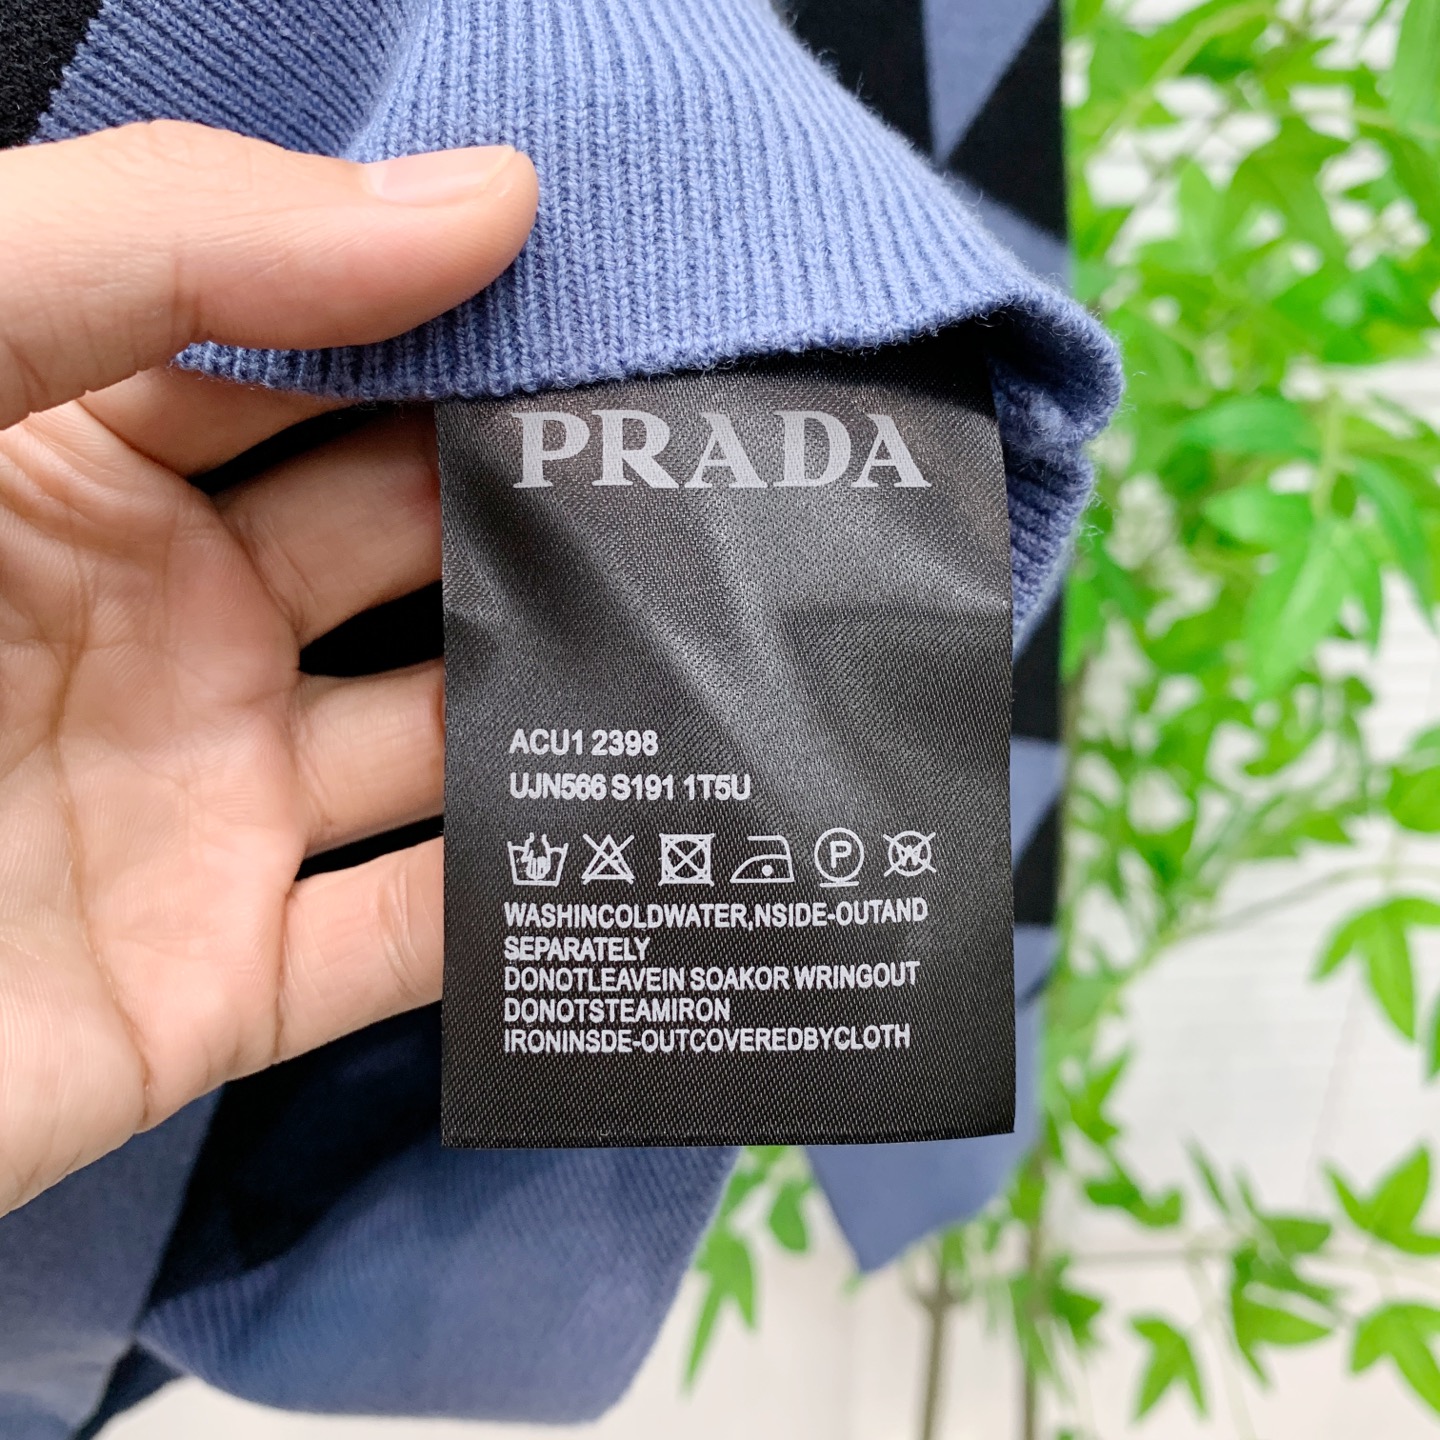 PRADA
ACU1 2398
UJN566 S191 1T5U
P W
WASHINCOLDWATER,NSIDE-OUTAND
SEPARATELY
DONOTLEAVEIN SOAKOR WRINGOUT
DONOTSTEAMIRON
IRONINSDE-OUTCOVEREDBYCLOTH